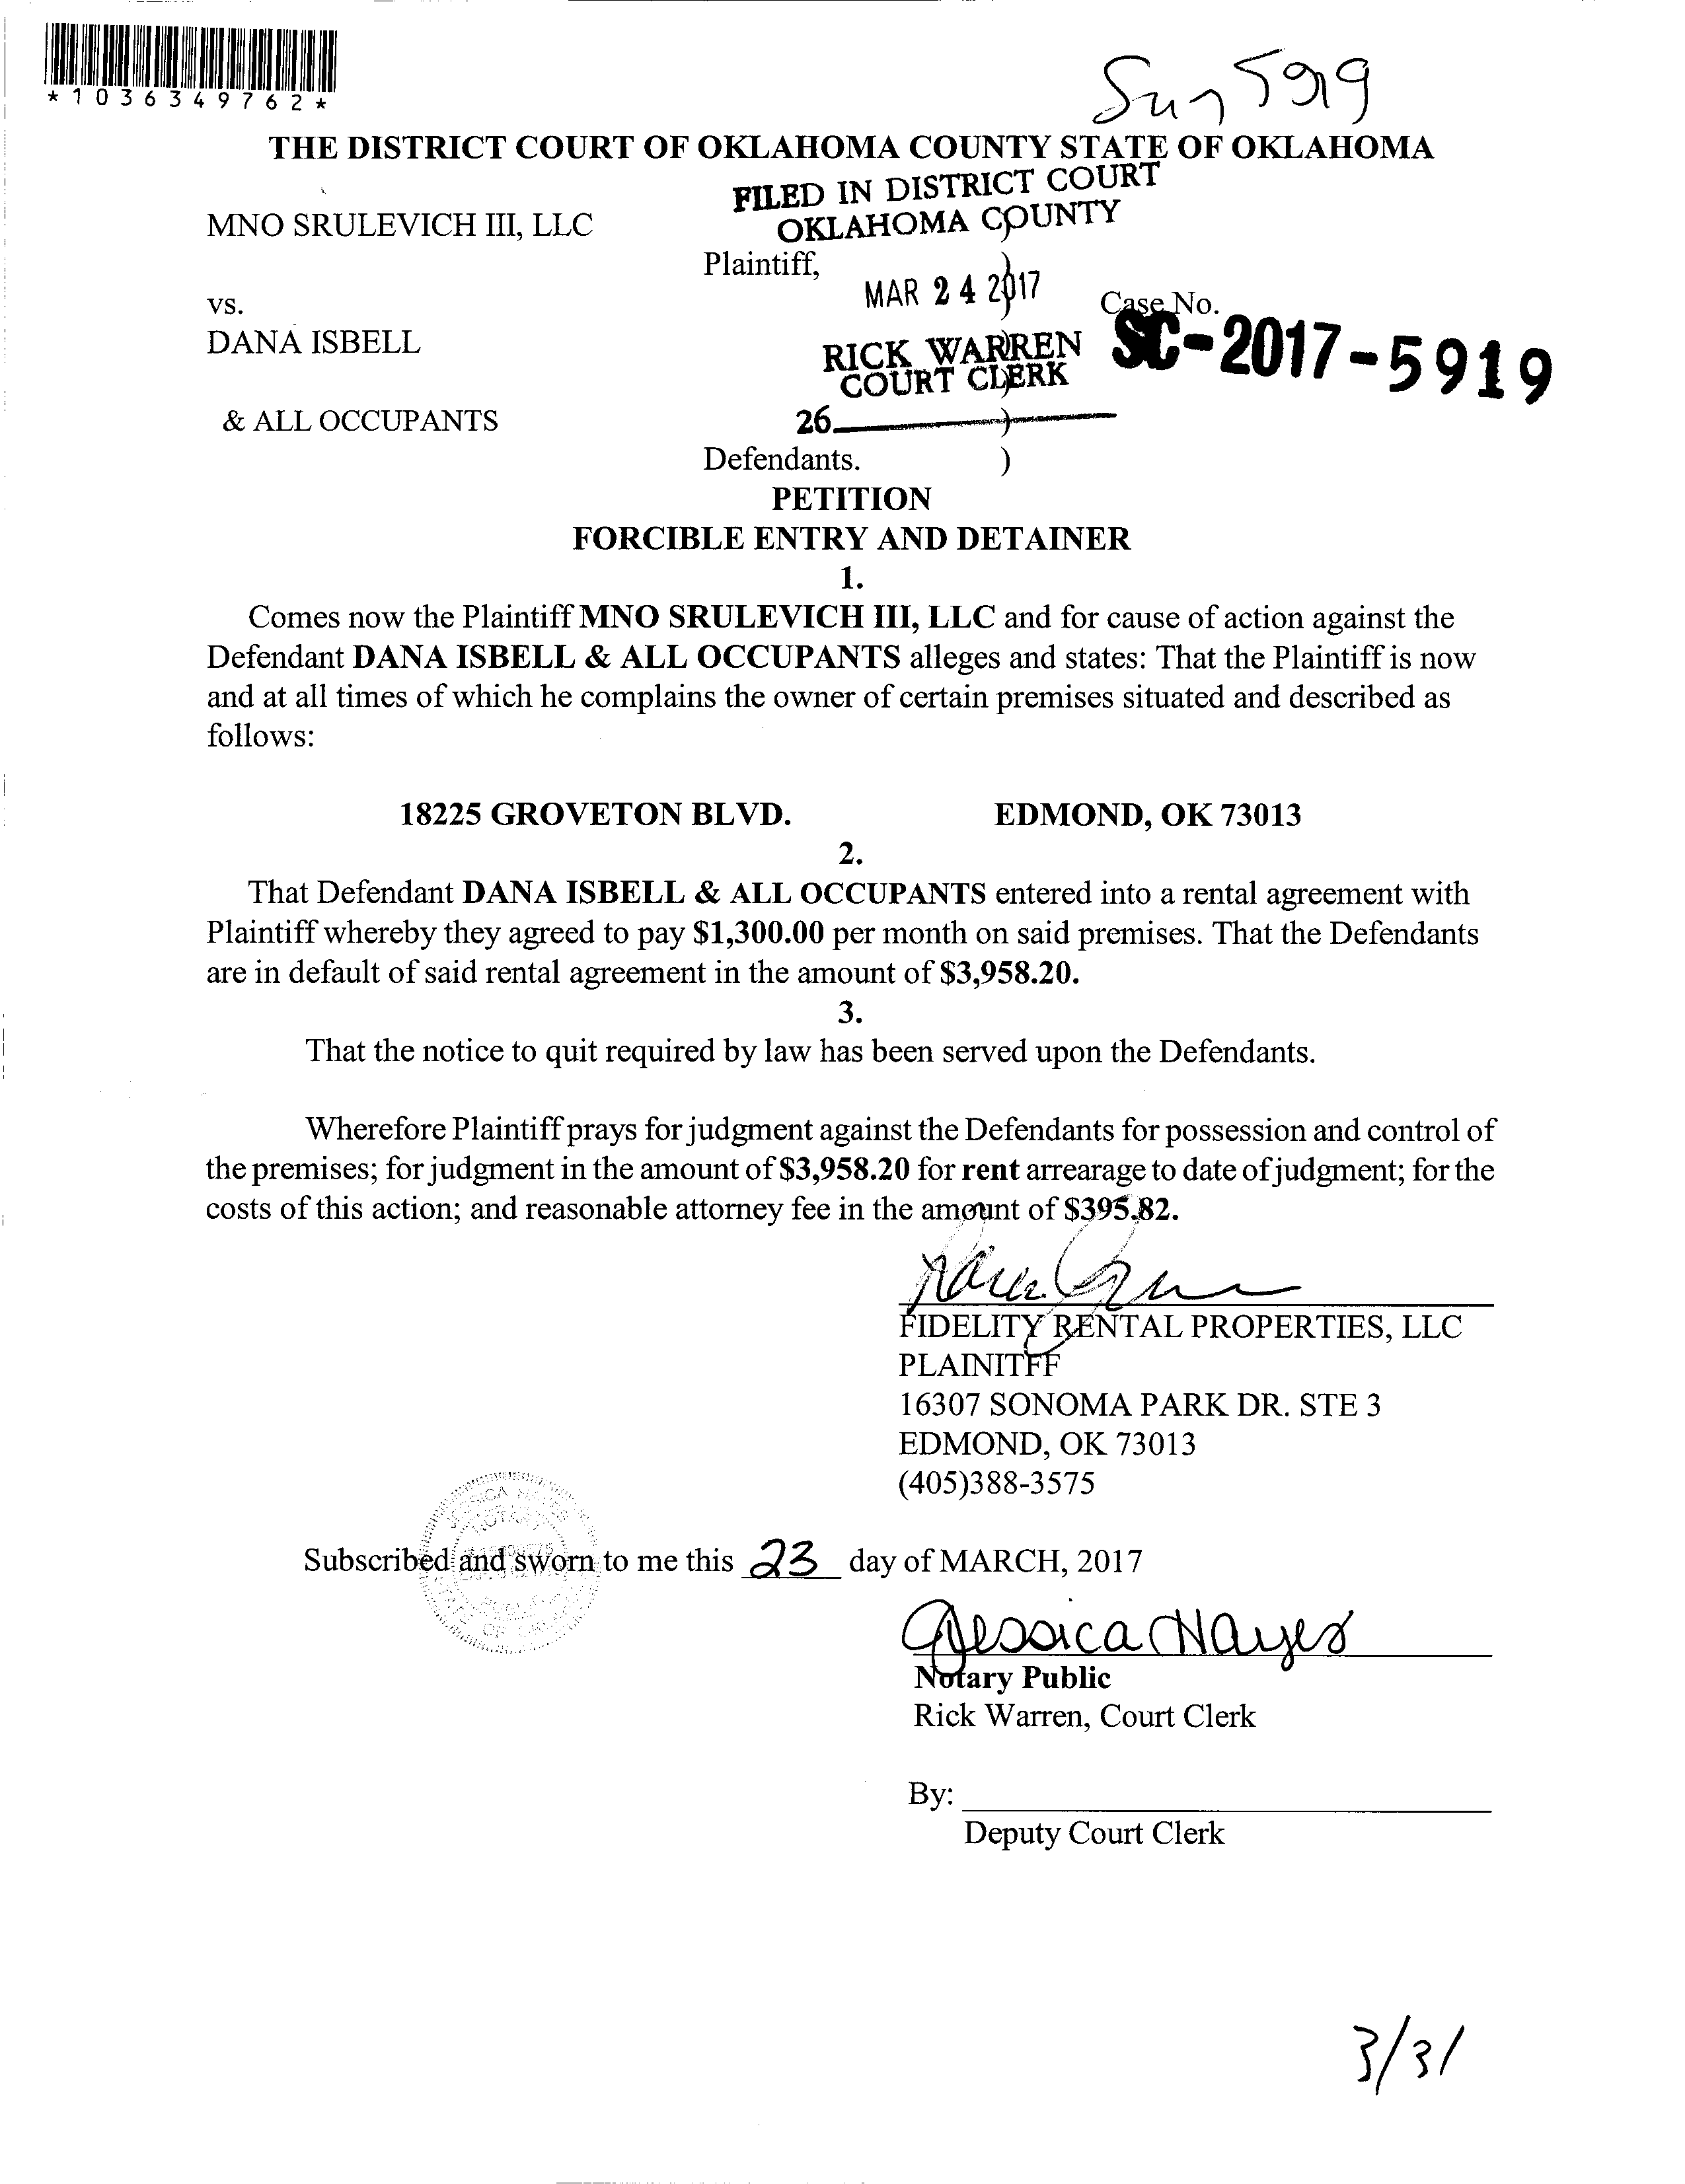 *1036349762*
5919
THE DISTRICT COURT OF OKLAHOMA COUNTY STATE OF OKLAHOMA
FILED IN DISTRICT COURT
OKLAHOMA COUNTY
MNO SRULEVICH III, LLC
Plaintiff, )
MAR 24 2017
vs.
Case No.
SC-2017-5919
DANA ISBELL
RICK WARREN
COURT CLERK
& ALL OCCUPANTS
26 )
Defendants. )
PETITION
FORCIBLE ENTRY AND DETAINER
1.
Comes now the Plaintiff MNO SRULEVICH III, LLC and for cause of action against the
Defendant DANA ISBELL & ALL OCCUPANTS alleges and states: That the Plaintiff is now
and at all times of which he complains the owner of certain premises situated and described as
follows:
18225 GROVETON BLVD. EDMOND, OK 73013
2.
That Defendant DANA ISBELL & ALL OCCUPANTS entered into a rental agreement with
Plaintiff whereby they agreed to pay $1,300.00 per month on said premises. That the Defendants
are in default of said rental agreement in the amount of $3,958.20.
3.
That the notice to quit required by law has been served upon the Defendants.
Wherefore Plaintiff prays for judgment against the Defendants for possession and control of
the premises; for judgment in the amount of $3,958.20 for rent arrearage to date of judgment; for the
costs of this action; and reasonable attorney fee in the amount of $395.82.
FIDELITY RENTAL PROPERTIES, LLC
PLAINITFF
16307 SONOMA PARK DR. STE 3
EDMOND, OK 73013
(405)388-3575
Subscribed and sworn to me this 23 day of MARCH, 2017
Jessica Hayes
Notary Public
Rick Warren, Court Clerk
By:
Deputy Court Clerk
3/31